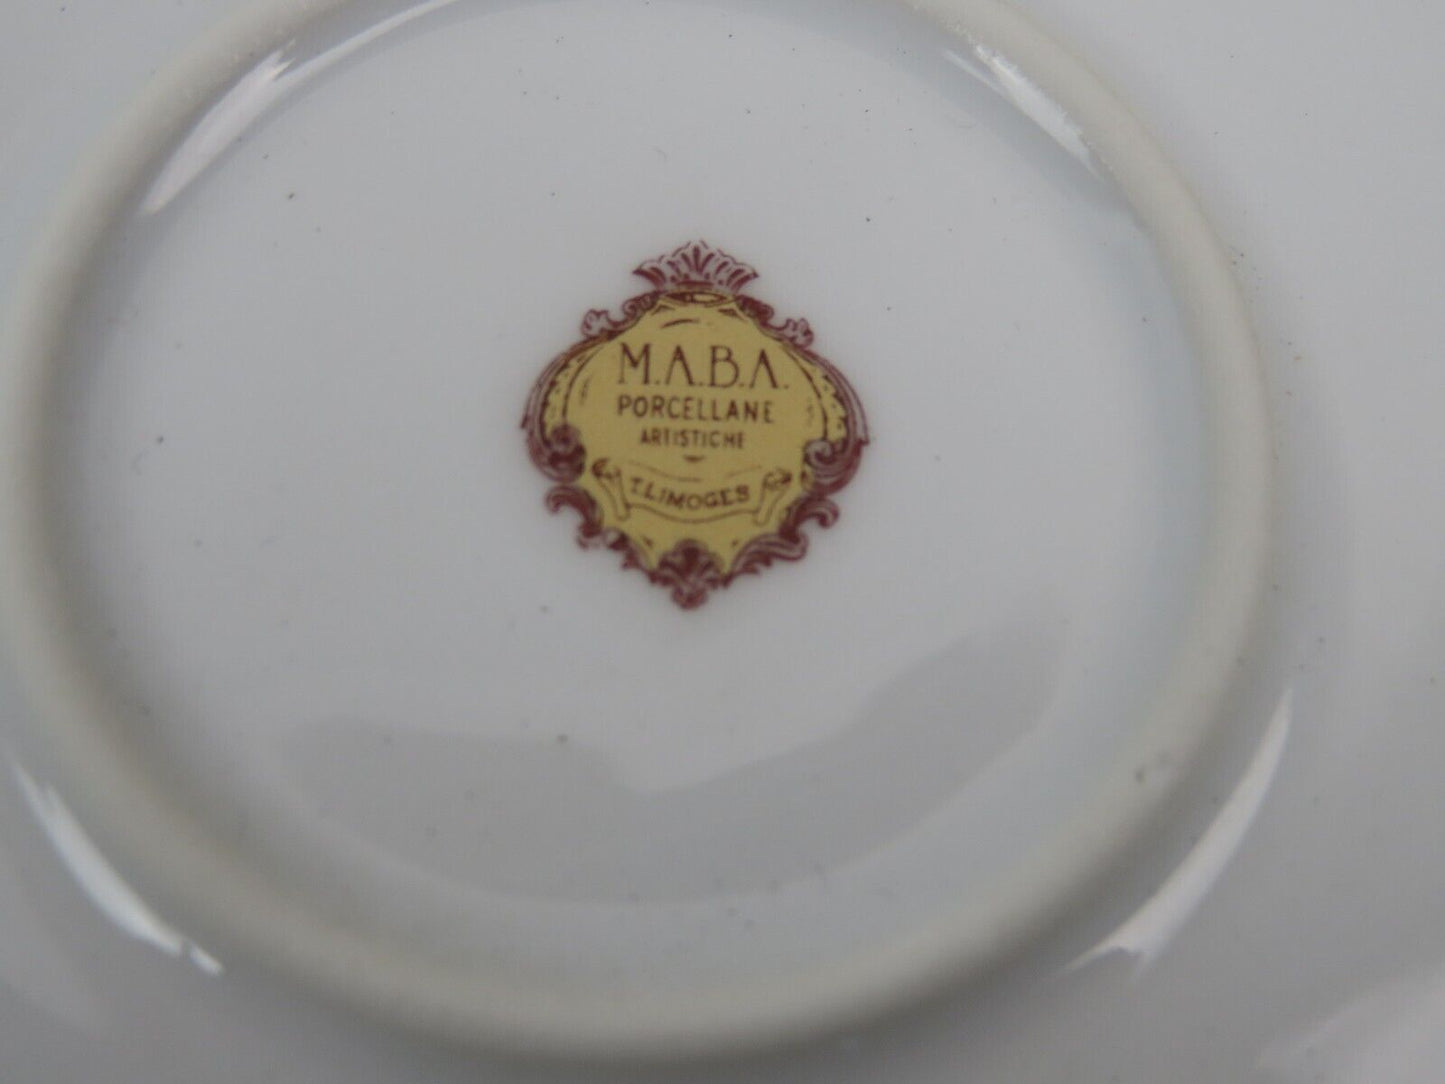 M.A.B.A.
PORCELLANE
ARTISTICHE
T.LIMOGES